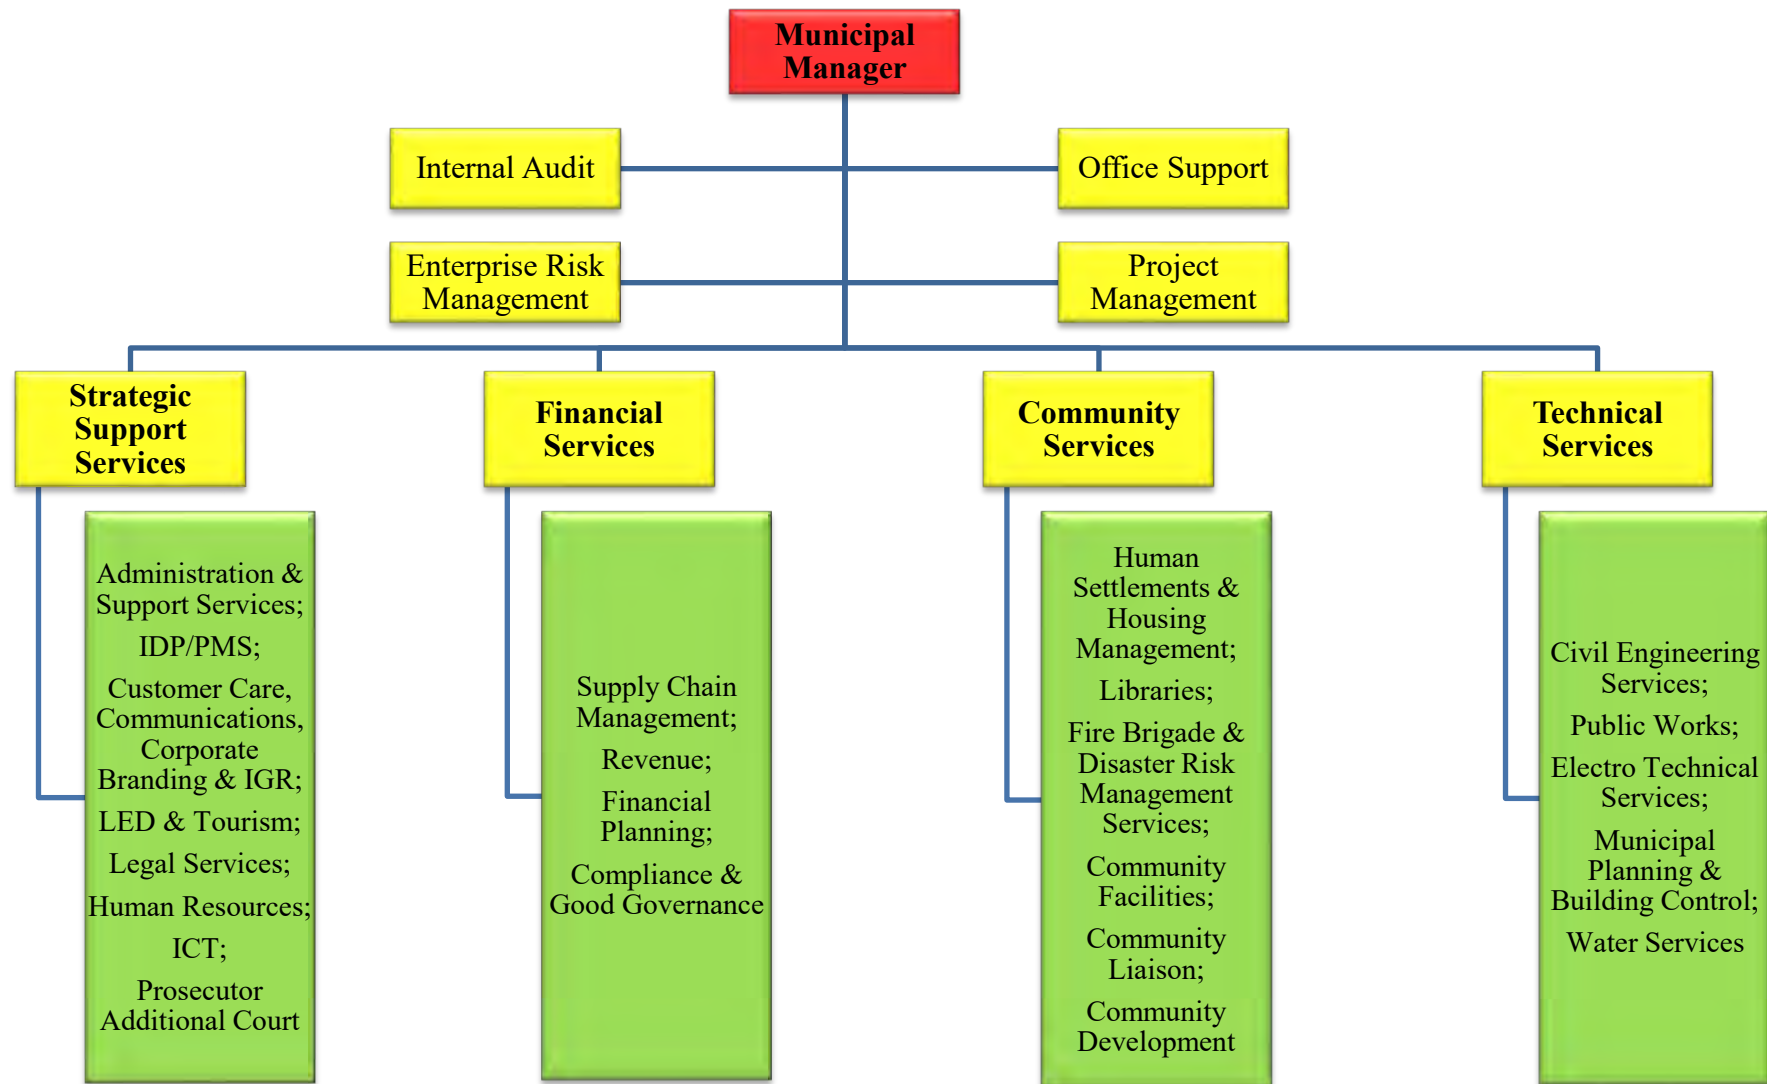 Municipal
Manager
Internal Audit
Office Support
Enterprise Risk
Management
Project
Management
Strategic
Support
Services
Financial
Services
Community
Services
Technical
Services
Administration &
Support Services;
IDP/PMS;
Customer Care,
Communications,
Corporate
Branding & IGR;
LED & Tourism;
Legal Services;
Human Resources;
ICT;
Prosecutor
Additional Court
Supply Chain
Management;
Revenue;
Financial
Planning;
Compliance &
Good Governance
Human
Settlements &
Housing
Management;
Libraries;
Fire Brigade &
Disaster Risk
Management
Services;
Community
Facilities;
Community
Liaison;
Community
Development
Civil Engineering
Services;
Public Works;
Electro Technical
Services;
Municipal
Planning &
Building Control;
Water Services